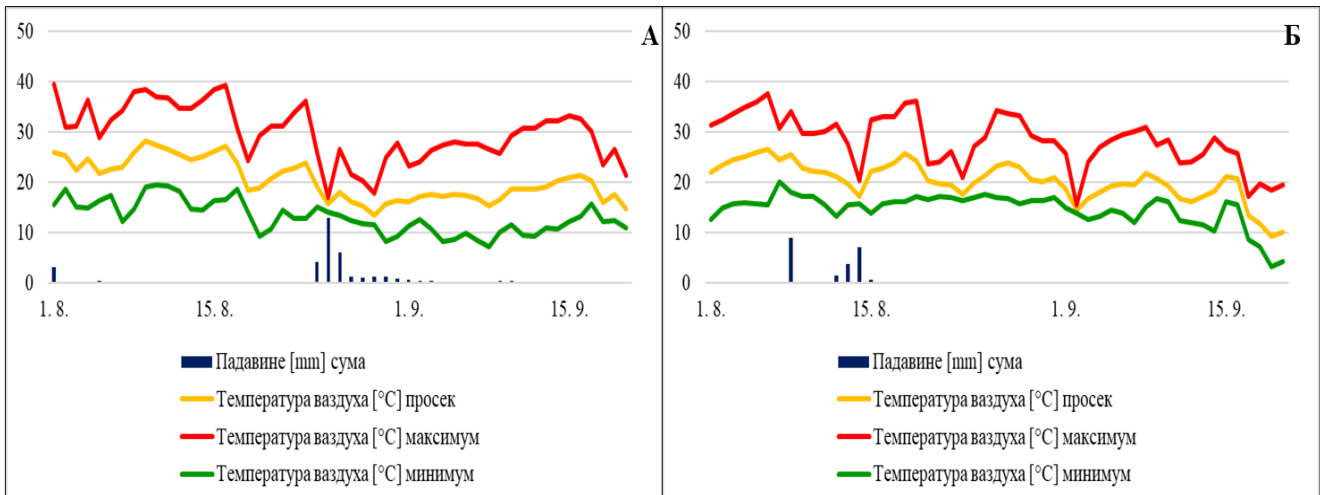 А
50
40
30
20
10
0
1. 8. 15. 8. 1. 9. 15. 9.
Падавине [mm] сума
Температура ваздуха [°C] просек
Температура ваздуха [°C] максимум
Температура ваздуха [°C] минимум
Б
50
40
30
20
10
0
1. 8. 15. 8. 1. 9. 15. 9.
Падавине [mm] сума
Температура ваздуха [°C] просек
Температура ваздуха [°C] максимум
Температура ваздуха [°C] минимум